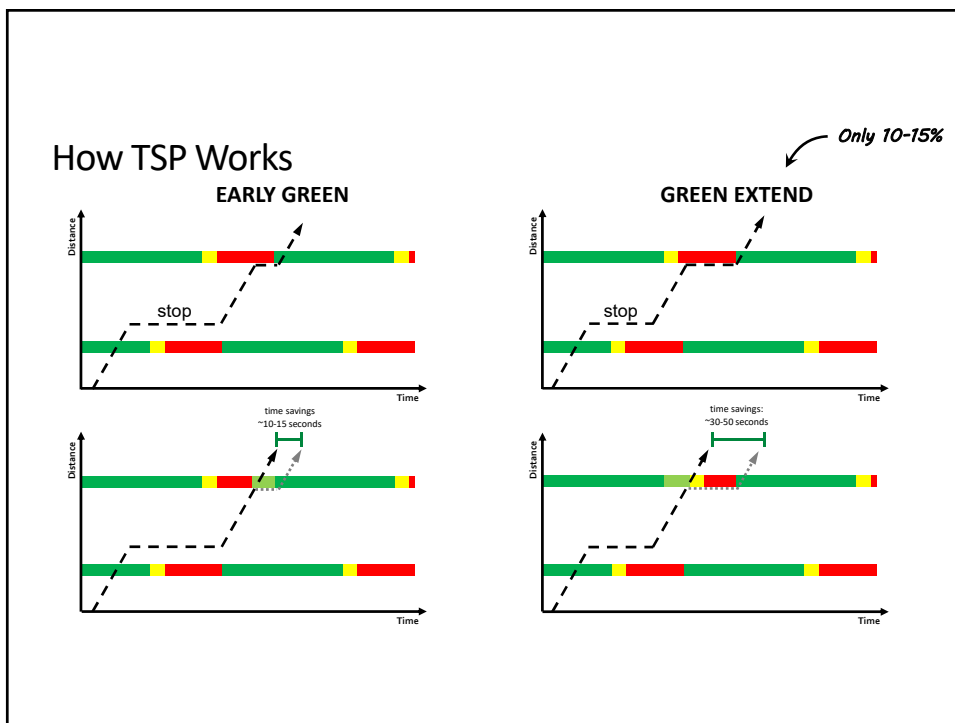 Only 10-15%
How TSP Works
EARLY GREEN
GREEN EXTEND
Distance
stop
Time
Distance
stop
Time
time savings
~10-15 seconds
Distance
Time
time savings:
~30-50 seconds
Distance
Time